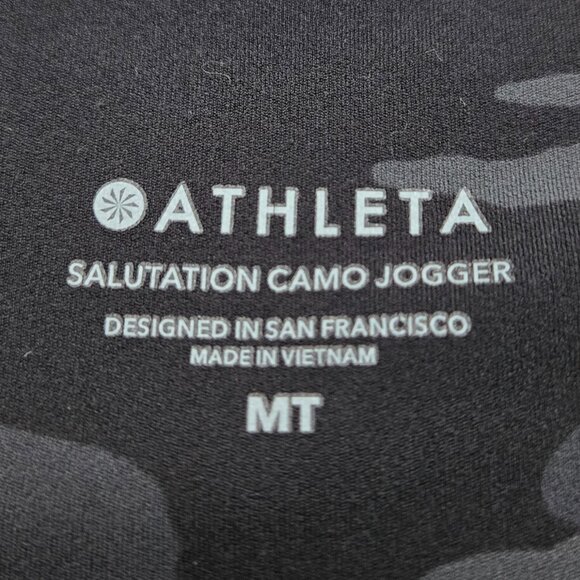 ATHLETA
SALUTATION CAMO JOGGER
DESIGNED IN SAN FRANCISCO
MADE IN VIETNAM
MT